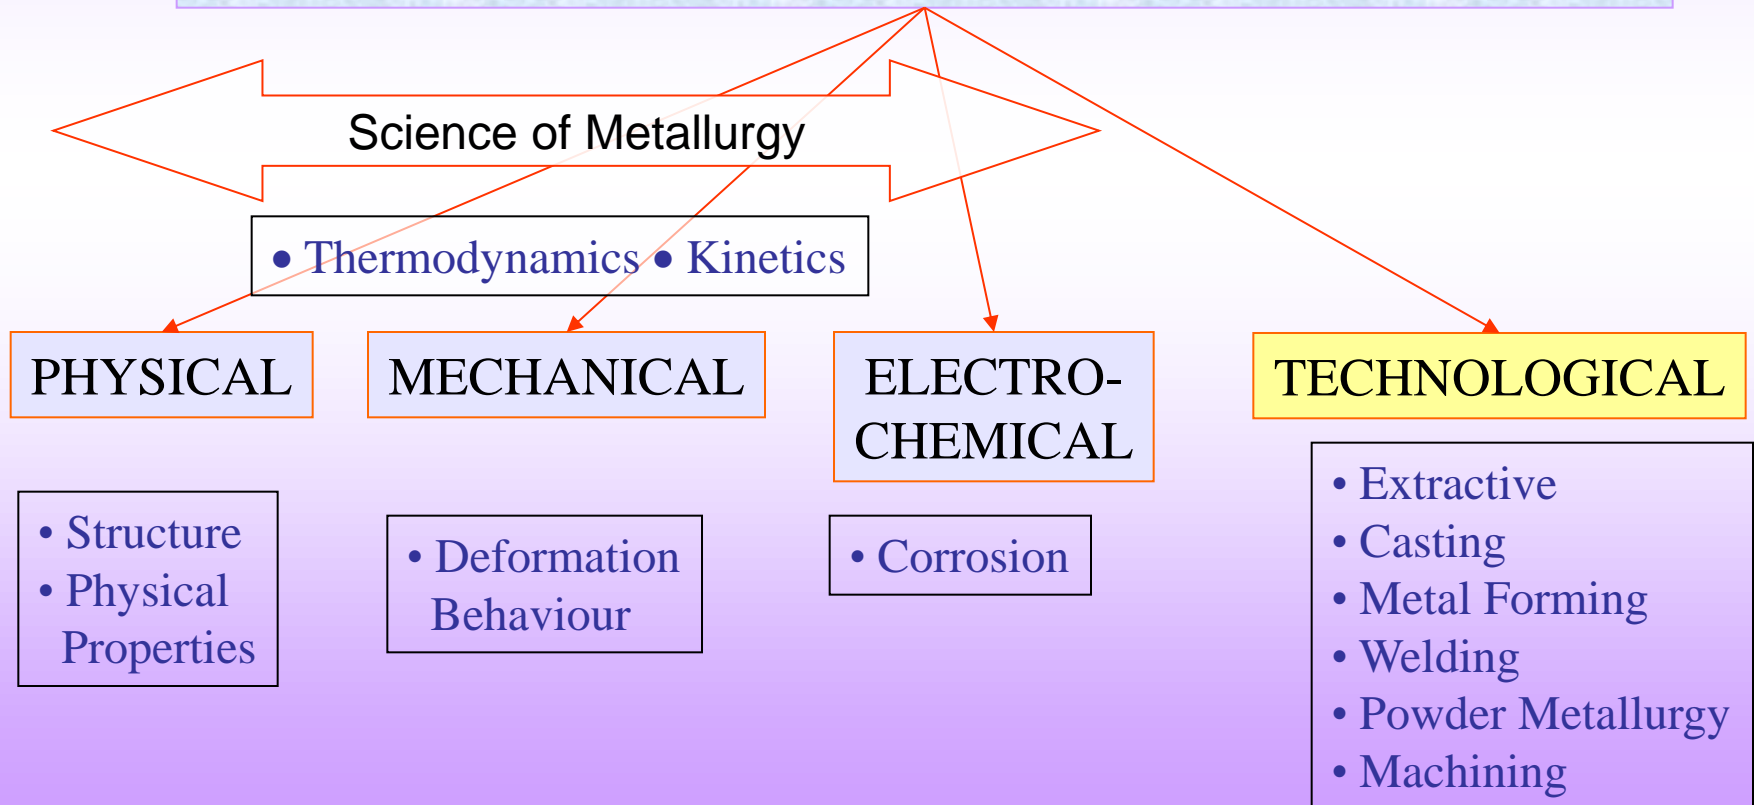 Science of Metallurgy
• Thermodynamics • Kinetics
PHYSICAL
MECHANICAL
ELECTRO-
CHEMICAL
TECHNOLOGICAL
• Structure
• Physical
Properties
• Deformation
Behaviour
• Corrosion
• Extractive
• Casting
• Metal Forming
• Welding
• Powder Metallurgy
• Machining